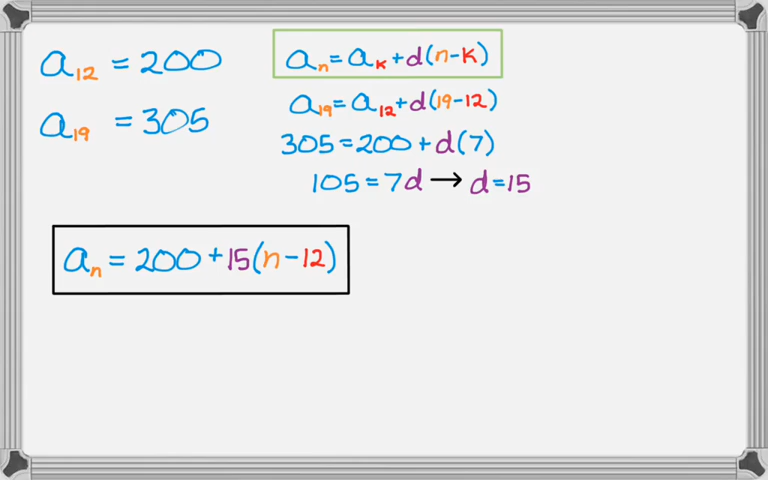 a₁₂ = 200
a₁₉ = 305
aₙ = aₖ + d(n-k)
a₁₉ = a₁₂ + d(19-12)
305 = 200 + d(7)
105 = 7d → d = 15
aₙ = 200 + 15(n-12)